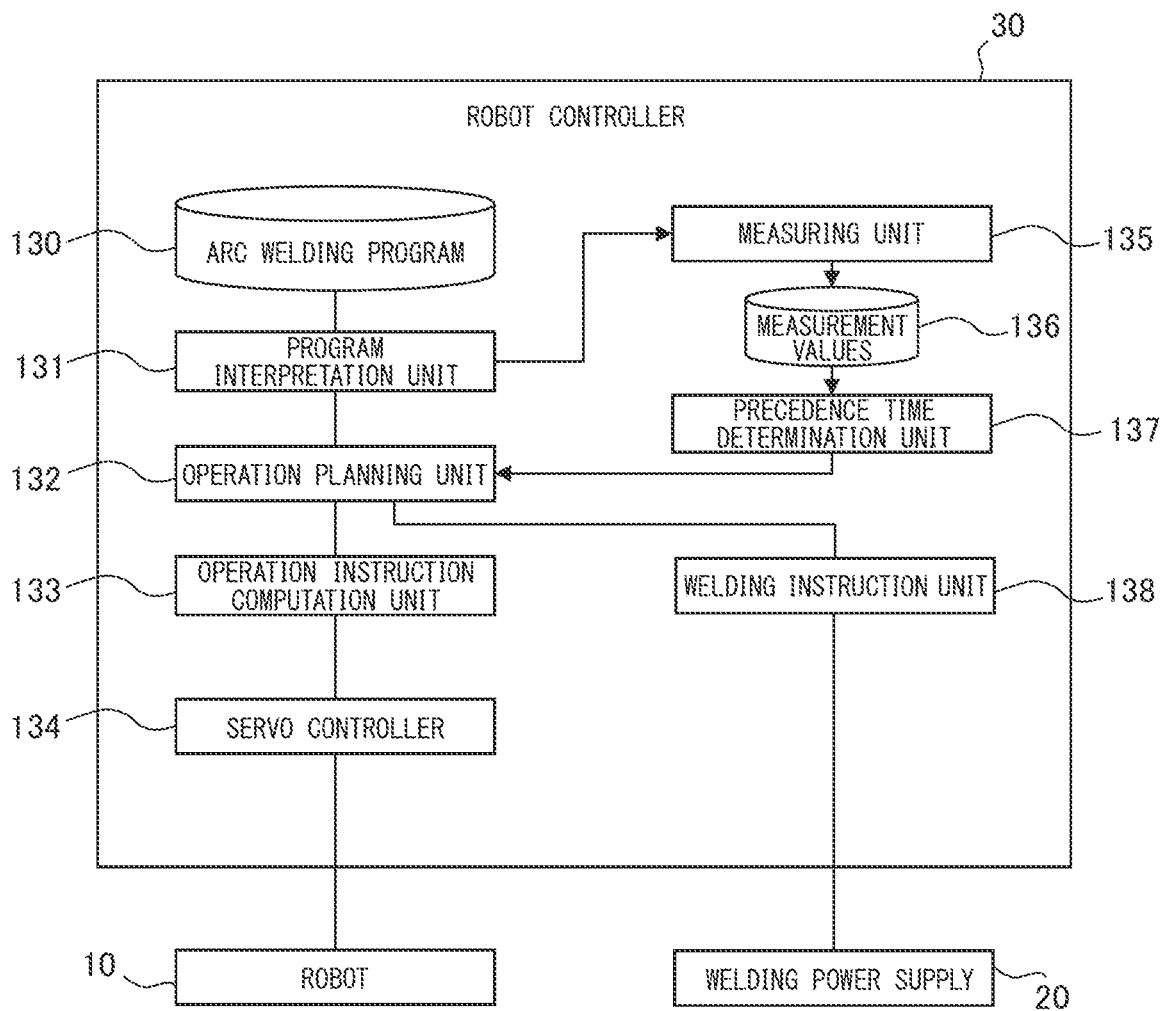 30
ROBOT CONTROLLER
130
ARC WELDING PROGRAM
MEASURING UNIT
135
MEASUREMENT
VALUES
136
131
PROGRAM
INTERPRETATION UNIT
PRECEDENCE TIME
DETERMINATION UNIT
137
132
OPERATION PLANNING UNIT
133
OPERATION INSTRUCTION
COMPUTATION UNIT
WELDING INSTRUCTION UNIT
138
134
SERVO CONTROLLER
10
ROBOT
WELDING POWER SUPPLY
20